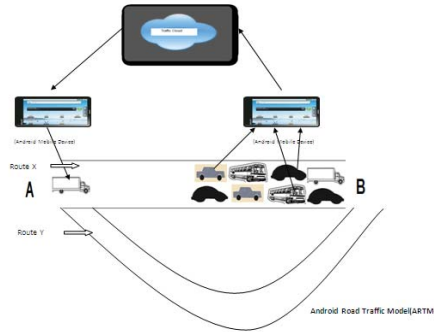 Traffic Cloud
(Android Mobile Device)
(Android Mobile Device)
Route X
A
B
Route Y
Android Road Traffic Model(ARTM